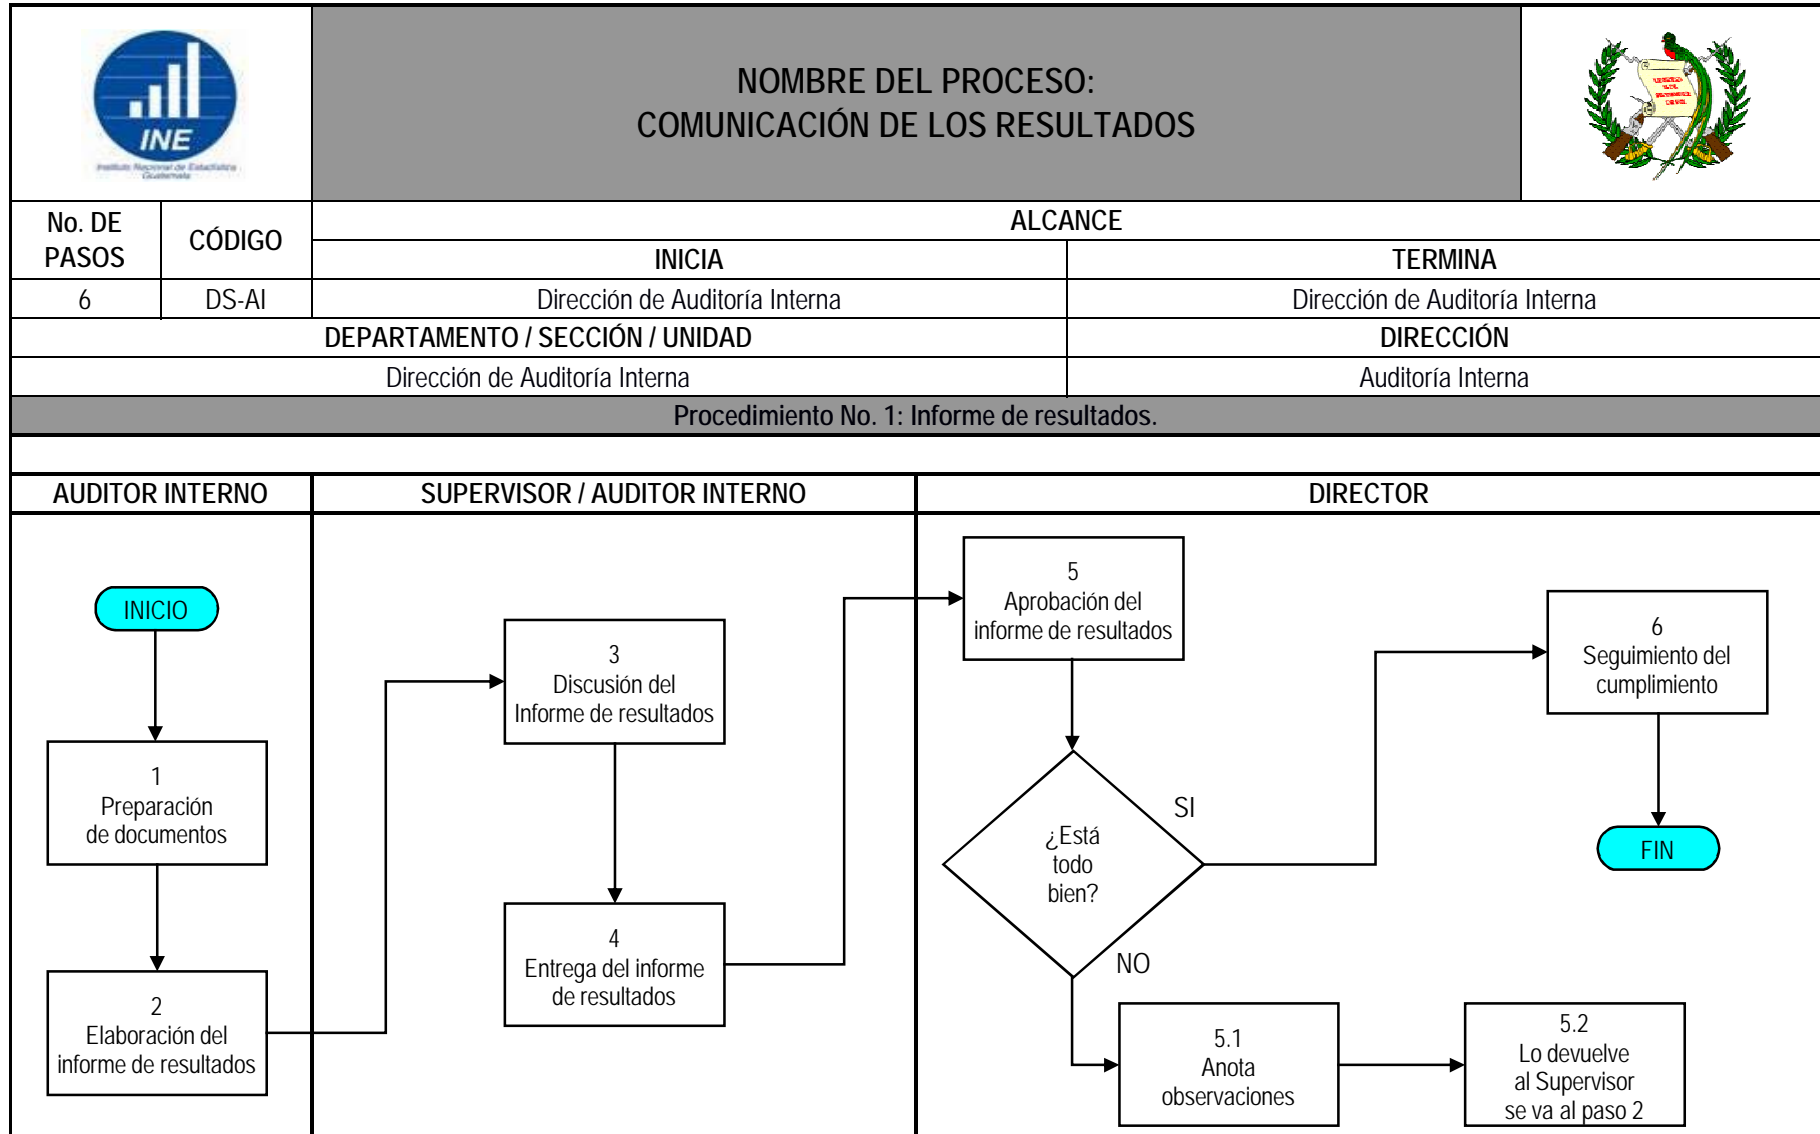 INE
Instituto Nacional de Estadística
Guatemala
NOMBRE DEL PROCESO:
COMUNICACIÓN DE LOS RESULTADOS
No. DE
PASOS
CÓDIGO
ALCANCE
INICIA
TERMINA
6
DS-AI
Dirección de Auditoría Interna
Dirección de Auditoría Interna
DEPARTAMENTO / SECCIÓN / UNIDAD
DIRECCIÓN
Dirección de Auditoría Interna
Auditoría Interna
Procedimiento No. 1: Informe de resultados.
AUDITOR INTERNO
SUPERVISOR / AUDITOR INTERNO
DIRECTOR
INICIO
1
Preparación
de documentos
2
Elaboración del
informe de resultados
3
Discusión del
Informe de resultados
4
Entrega del informe
de resultados
5
Aprobación del
informe de resultados
¿Está
todo
bien?
SI
NO
5.1
Anota
observaciones
5.2
Lo devuelve
al Supervisor
se va al paso 2
6
Seguimiento del
cumplimiento
FIN